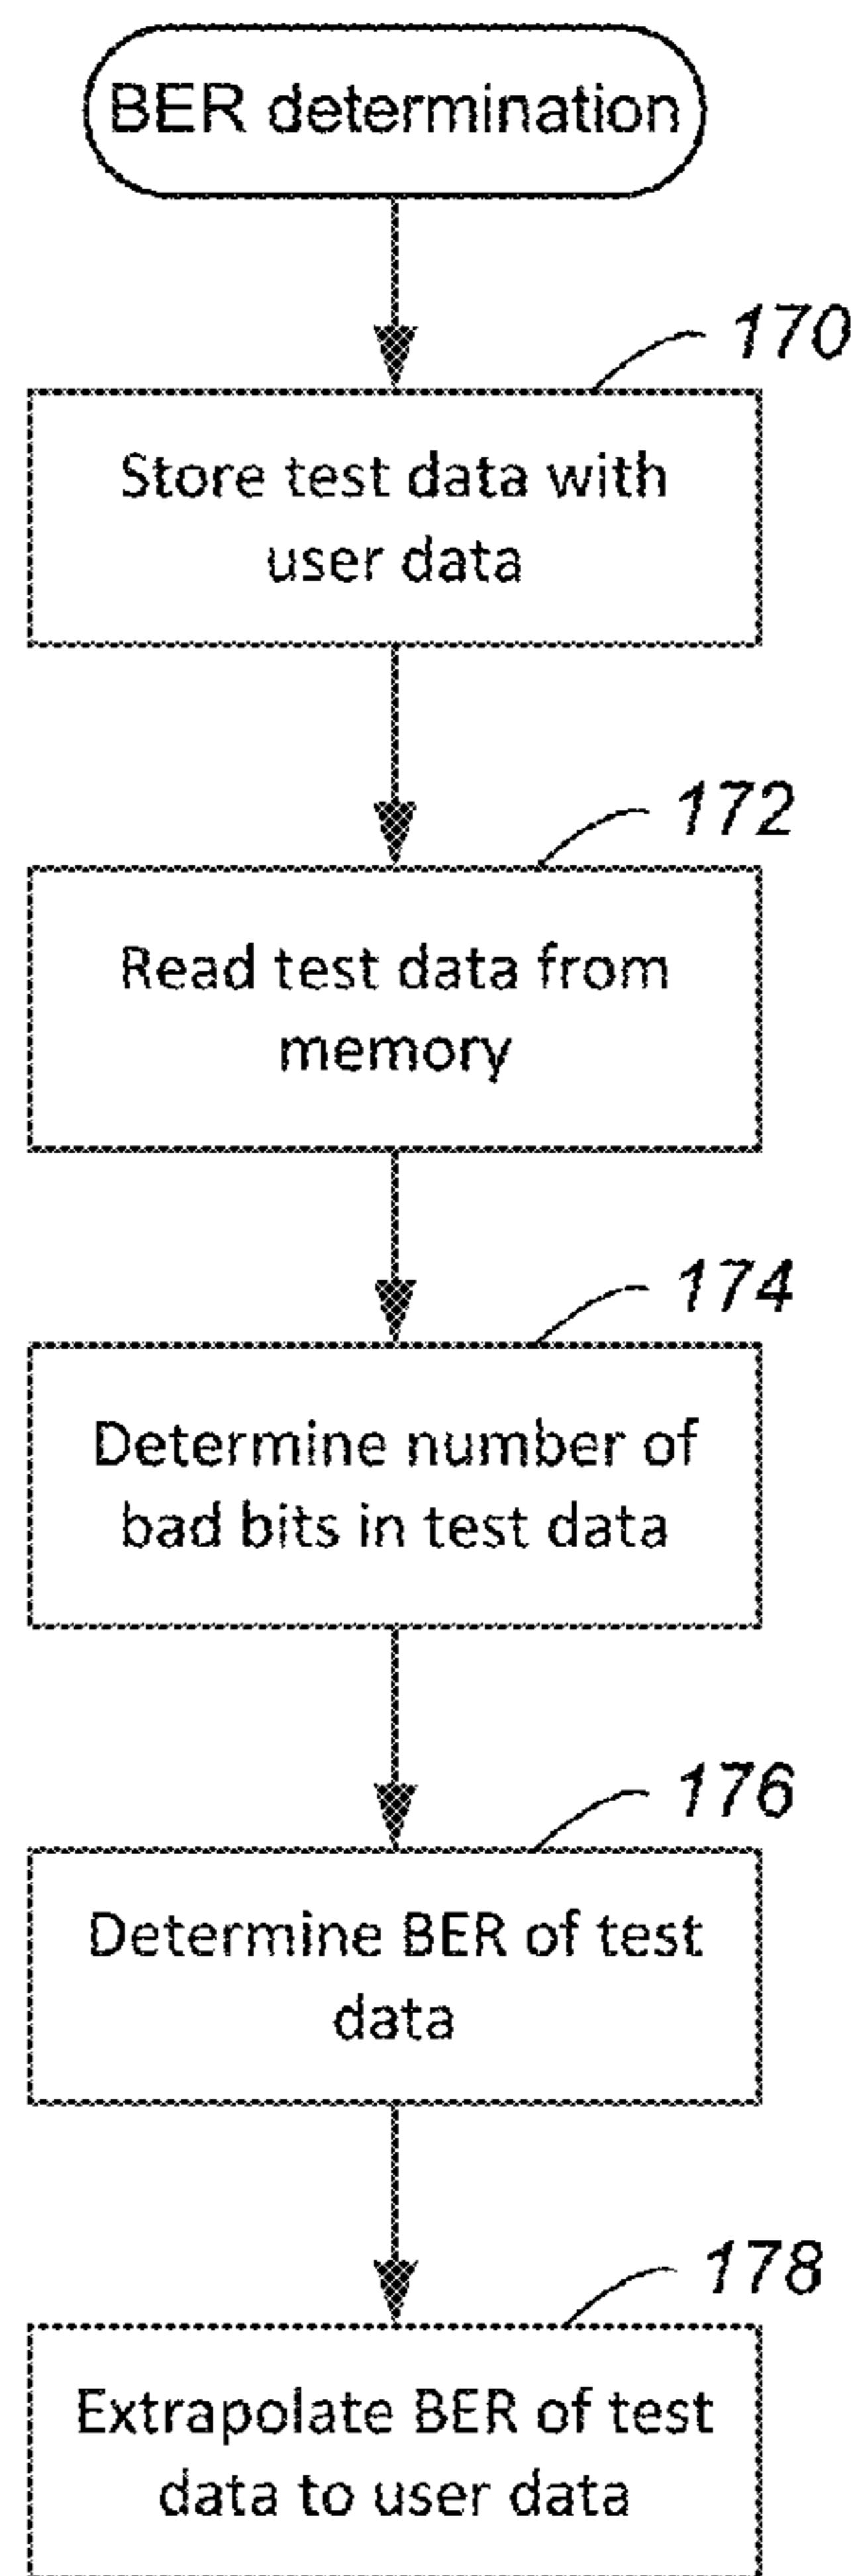 BER determination
170
Store test data with
user data
172
Read test data from
memory
174
Determine number of
bad bits in test data
176
Determine BER of test
data
178
Extrapolate BER of test
data to user data